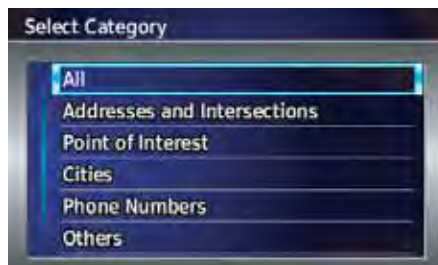 Select Category
All
Addresses and Intersections
Point of Interest
Cities
Phone Numbers
Others